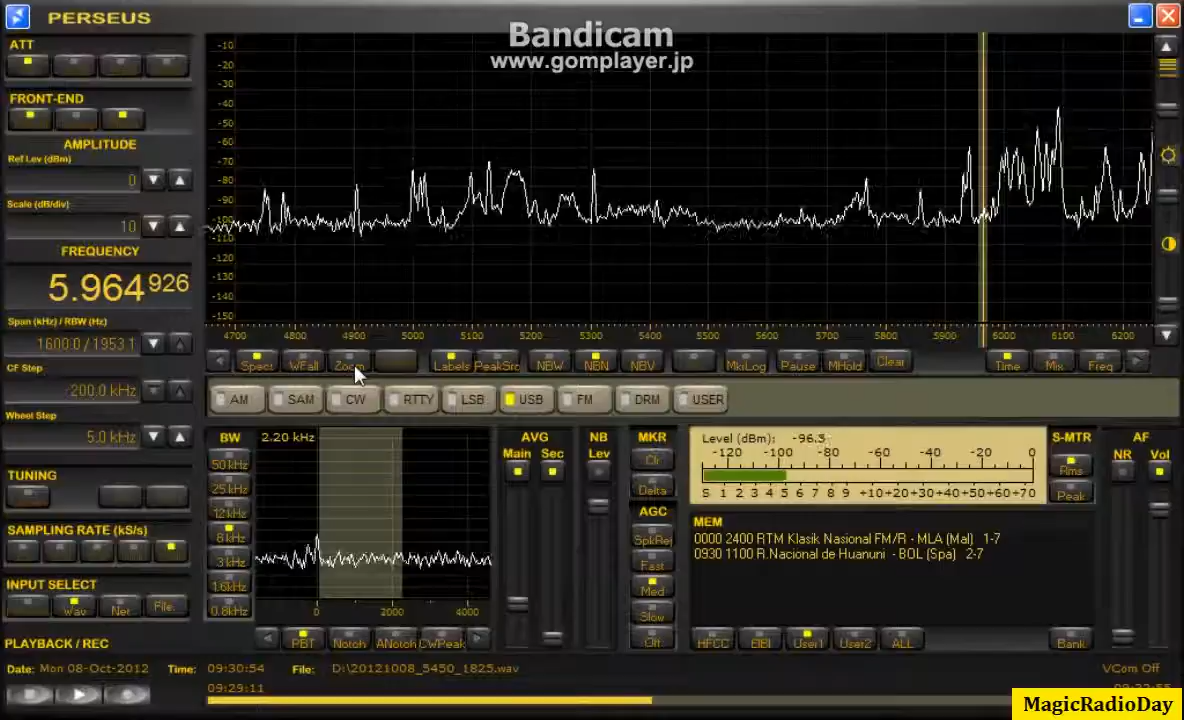 PERSEUS
Bandicam
www.gomplayer.jp
ATT
FRONT-END
AMPLITUDE
Ref Lev (dBm)
0
Scale (dB/div)
10
FREQUENCY
5.964 926
Span (kHz) / RBW (Hz)
1600.0 / 1953.1
CF Step
200.0 kHz
Wheel Step
5.0 kHz
TUNING
SAMPLING RATE (kS/s)
INPUT SELECT
Wav Net File
PLAYBACK / REC
-10
-20
-30
-40
-50
-60
-70
-80
-90
-100
-110
-120
-130
-140
-150
4700 4800 4900 5000 5100 5200 5300 5400 5500 5600 5700 5800 5900 6000 6100 6200
Spect WFall Zoom Labels PeakSrc NBW NBN NBV MkrLog Pause MHold Clear Time Mix Freq
AM SAM CW RTTY LSB USB FM DRM USER
BW 2.20 kHz
50 kHz
25 kHz
12 kHz
6 kHz
3 kHz
1.6kHz
0.8kHz
0 2000 4000
PBT Notch ANotch CWPeak
AVG
Main Sec
NB
Lev
MKR
Clr
Delta
AGC
SpkRej
Fast
Med
Slow
Off
Level (dBm): -96.3
-120 -100 -80 -60 -40 -20 0
S 1 2 3 4 5 6 7 8 9 +10+20+30+40+50+60+70
S-MTR
Rms
Peak
AF
NR Vol
MEM
0000 2400 RTM Klasik Nasional FM/R - MLA (Mal) 1-7
0930 1100 R.Nacional de Huanuni - BOL (Spa) 2-7
HFCC EIBI User1 User2 ALL Bank
Date: Mon 08-Oct-2012 Time: 09:30:54 File: D:\20121008_5450_1825.wav VCom Off
09:29:11
MagicRadioDay